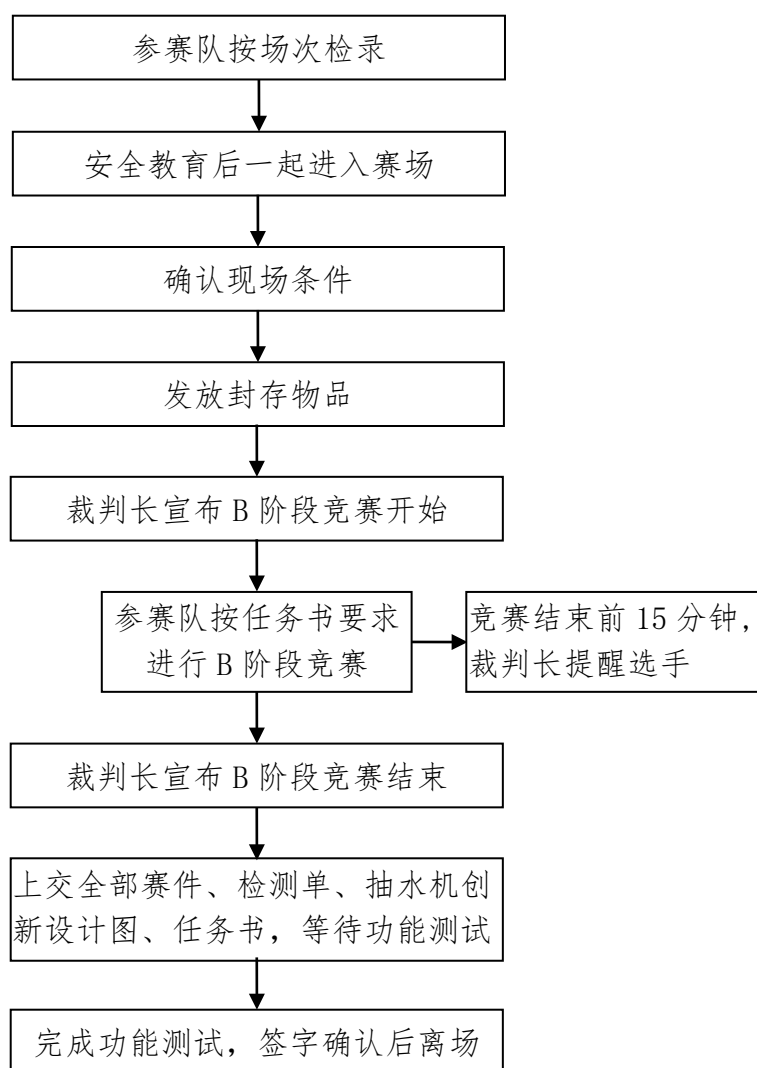 参赛队按场次检录
安全教育后一起进入赛场
确认现场条件
发放封存物品
裁判长宣布 B 阶段竞赛开始
参赛队按任务书要求
进行 B 阶段竞赛
竞赛结束前 15 分钟，
裁判长提醒选手
裁判长宣布 B 阶段竞赛结束
上交全部赛件、检测单、抽水机创
新设计图、任务书，等待功能测试
完成功能测试，签字确认后离场